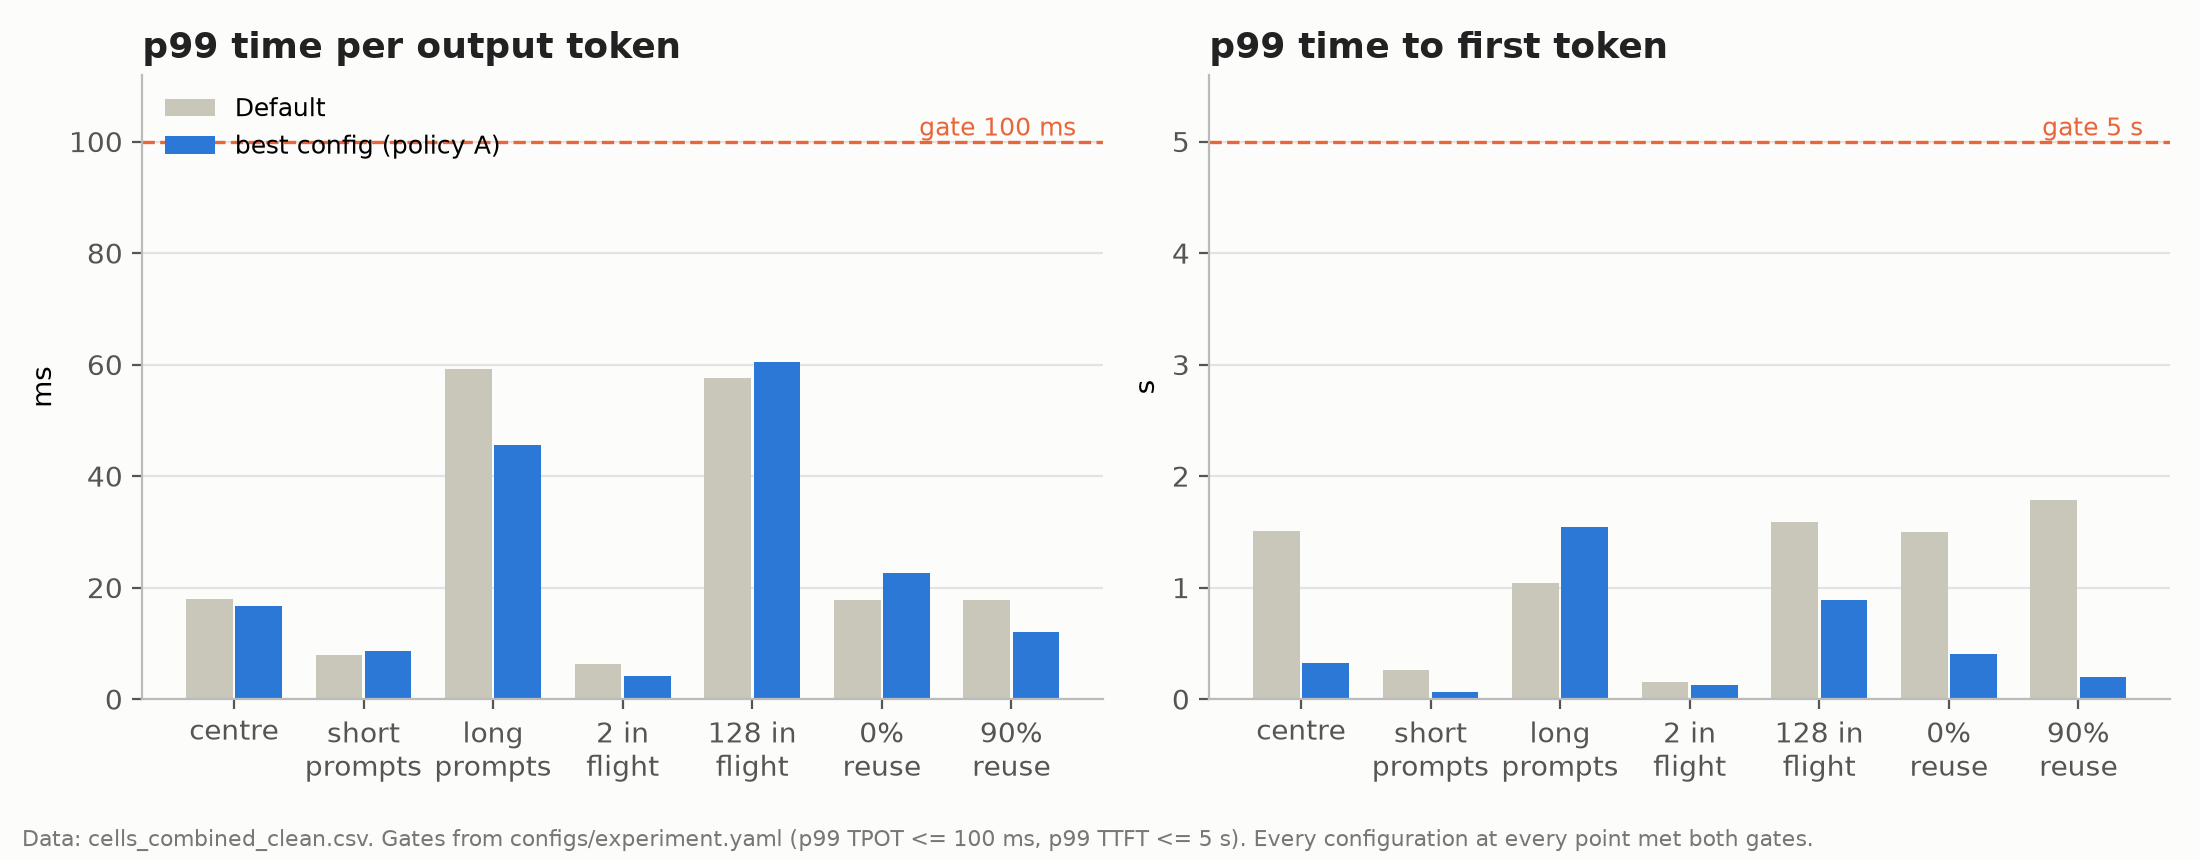 p99 time per output token
Default
best config (policy A)
gate 100 ms
100
80
60
40
20
0
ms
centre
short
prompts
long
prompts
2 in
flight
128 in
flight
0%
reuse
90%
reuse
p99 time to first token
gate 5 s
5
4
3
2
1
0
s
centre
short
prompts
long
prompts
2 in
flight
128 in
flight
0%
reuse
90%
reuse
Data: cells_combined_clean.csv. Gates from configs/experiment.yaml (p99 TPOT <= 100 ms, p99 TTFT <= 5 s). Every configuration at every point met both gates.